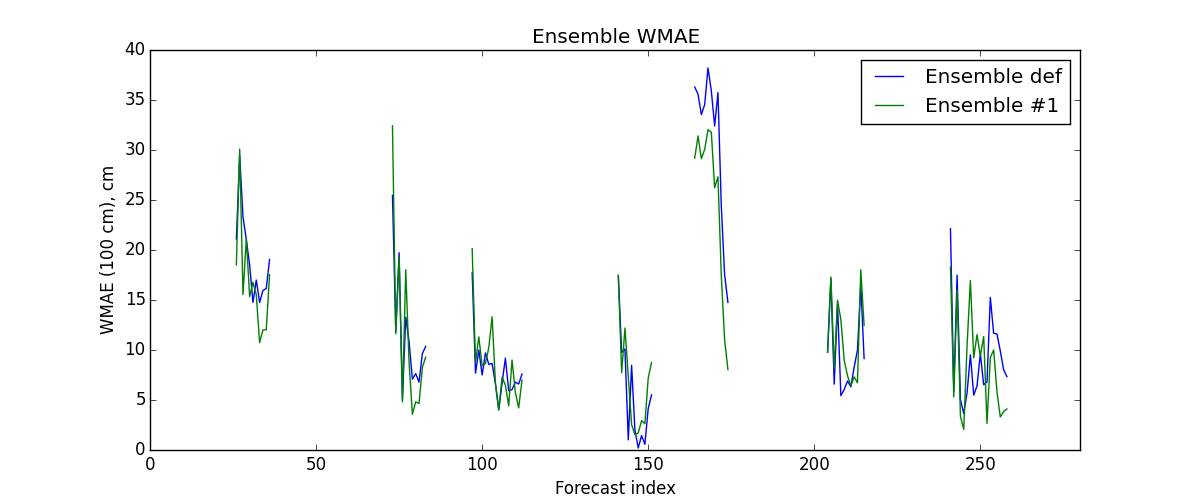 Ensemble WMAE
Ensemble def
Ensemble #1
WMAE (100 cm), cm
40
35
30
25
20
15
10
5
0
0 50 100 150 200 250
Forecast index